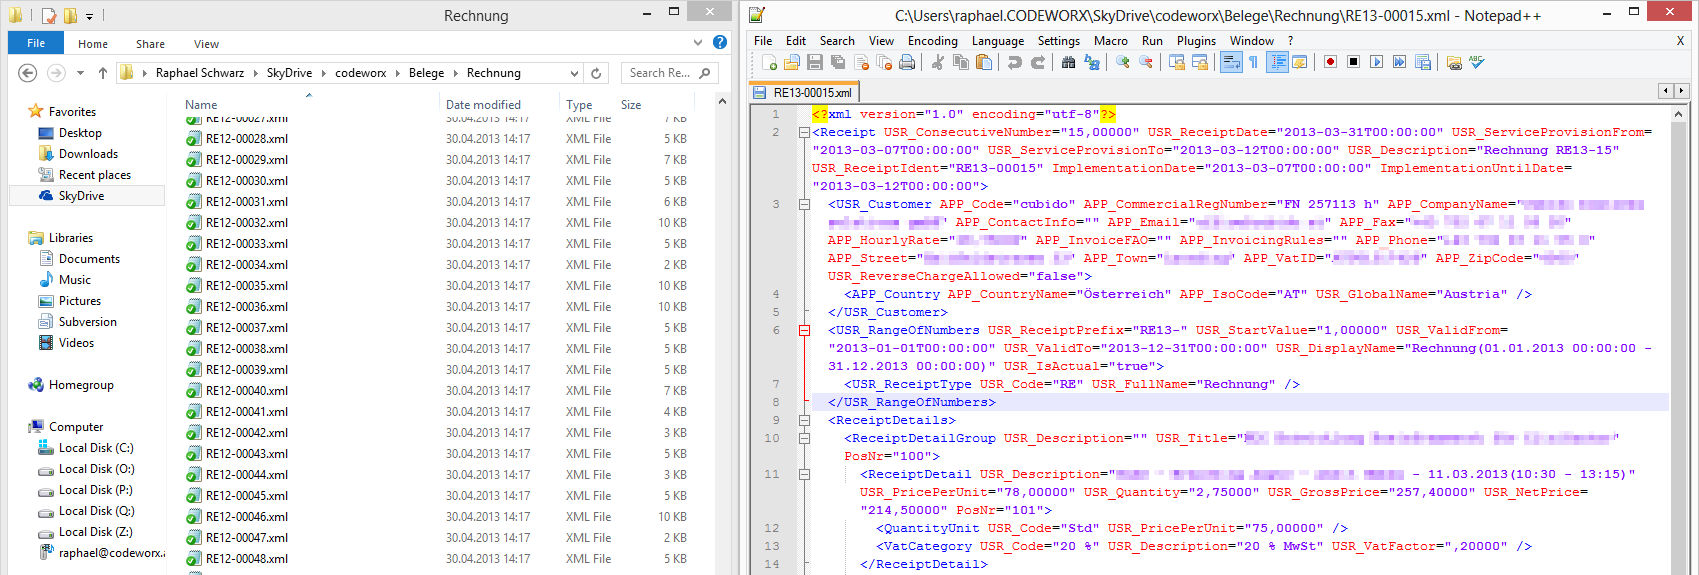 Rechnung
File Home Share View
Raphael Schwarz SkyDrive codeworx Belege Rechnung
Search Re...
Favorites
Desktop
Downloads
Recent places
SkyDrive
Libraries
Documents
Music
Pictures
Subversion
Videos
Homegroup
Computer
Local Disk (C:)
Local Disk (O:)
Local Disk (P:)
Local Disk (Q:)
Local Disk (Z:)
raphael@codeworx.a
Name Date modified Type Size
RE12-00027.xml 30.04.2013 14:17 XML File 7 KB
RE12-00028.xml 30.04.2013 14:17 XML File 5 KB
RE12-00029.xml 30.04.2013 14:17 XML File 7 KB
RE12-00030.xml 30.04.2013 14:17 XML File 5 KB
RE12-00031.xml 30.04.2013 14:17 XML File 6 KB
RE12-00032.xml 30.04.2013 14:17 XML File 10 KB
RE12-00033.xml 30.04.2013 14:17 XML File 5 KB
RE12-00034.xml 30.04.2013 14:17 XML File 2 KB
RE12-00035.xml 30.04.2013 14:17 XML File 10 KB
RE12-00036.xml 30.04.2013 14:17 XML File 10 KB
RE12-00037.xml 30.04.2013 14:17 XML File 5 KB
RE12-00038.xml 30.04.2013 14:17 XML File 5 KB
RE12-00039.xml 30.04.2013 14:17 XML File 5 KB
RE12-00040.xml 30.04.2013 14:17 XML File 7 KB
RE12-00041.xml 30.04.2013 14:17 XML File 4 KB
RE12-00042.xml 30.04.2013 14:17 XML File 3 KB
RE12-00043.xml 30.04.2013 14:17 XML File 5 KB
RE12-00044.xml 30.04.2013 14:17 XML File 3 KB
RE12-00045.xml 30.04.2013 14:17 XML File 5 KB
RE12-00046.xml 30.04.2013 14:17 XML File 10 KB
RE12-00047.xml 30.04.2013 14:17 XML File 2 KB
RE12-00048.xml 30.04.2013 14:17 XML File 5 KB
C:\Users\raphael.CODEWORX\SkyDrive\codeworx\Belege\Rechnung\RE13-00015.xml - Notepad++
File Edit Search View Encoding Language Settings Macro Run Plugins Window ? X
RE13-00015.xml
1 <?xml version="1.0" encoding="utf-8"?>
2 <Receipt USR_ConsecutiveNumber="15,00000" USR_ReceiptDate="2013-03-31T00:00:00" USR_ServiceProvisionFrom=
"2013-03-07T00:00:00" USR_ServiceProvisionTo="2013-03-12T00:00:00" USR_Description="Rechnung RE13-15"
USR_ReceiptIdent="RE13-00015" ImplementationDate="2013-03-07T00:00:00" ImplementationUntilDate=
"2013-03-12T00:00:00">
3 <USR_Customer APP_Code="cubido" APP_CommercialRegNumber="FN 257113 h" APP_CompanyName="
" APP_ContactInfo="" APP_Email=" " APP_Fax=" "
APP_HourlyRate=" " APP_InvoiceFAO="" APP_InvoicingRules="" APP_Phone=" "
APP_Street=" " APP_Town=" " APP_VatID=" " APP_ZipCode=" "
USR_ReverseChargeAllowed="false">
4 <APP_Country APP_CountryName="Österreich" APP_IsoCode="AT" USR_GlobalName="Austria" />
5 </USR_Customer>
6 <USR_RangeOfNumbers USR_ReceiptPrefix="RE13-" USR_StartValue="1,00000" USR_ValidFrom=
"2013-01-01T00:00:00" USR_ValidTo="2013-12-31T00:00:00" USR_DisplayName="Rechnung(01.01.2013 00:00:00 -
31.12.2013 00:00:00)" USR_IsActual="true">
7 <USR_ReceiptType USR_Code="RE" USR_FullName="Rechnung" />
8 </USR_RangeOfNumbers>
9 <ReceiptDetails>
10 <ReceiptDetailGroup USR_Description="" USR_Title=" "
PosNr="100">
11 <ReceiptDetail USR_Description=" - 11.03.2013(10:30 - 13:15)"
USR_PricePerUnit="78,00000" USR_Quantity="2,75000" USR_GrossPrice="257,40000" USR_NetPrice=
"214,50000" PosNr="101">
12 <QuantityUnit USR_Code="Std" USR_PricePerUnit="75,00000" />
13 <VatCategory USR_Code="20 %" USR_Description="20 % MwSt" USR_VatFactor=",20000" />
14 </ReceiptDetail>